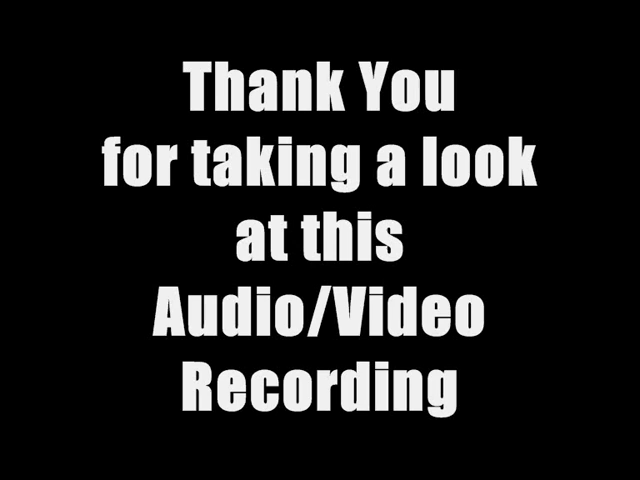 Thank You
for taking a look
at this
Audio/Video
Recording